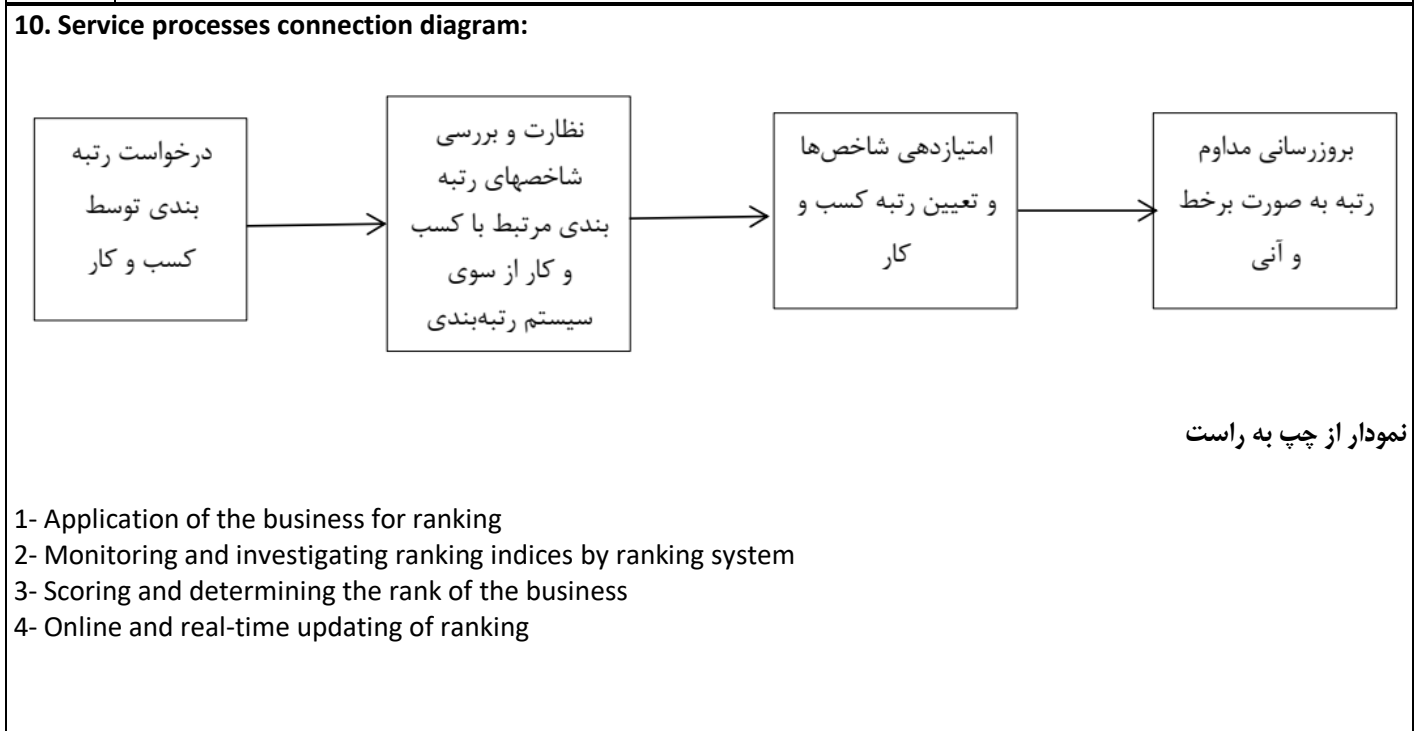 10. Service processes connection diagram:
درخواست رتبه
بندی توسط
کسب و کار
نظارت و بررسی
شاخصهای رتبه
بندی مرتبط با کسب
و کار از سوی
سیستم رتبه‌بندی
امتیازدهی شاخص‌ها
و تعیین رتبه کسب و
کار
بروزرسانی مداوم
رتبه به صورت برخط
و آنی
نمودار از چپ به راست
1- Application of the business for ranking
2- Monitoring and investigating ranking indices by ranking system
3- Scoring and determining the rank of the business
4- Online and real-time updating of ranking